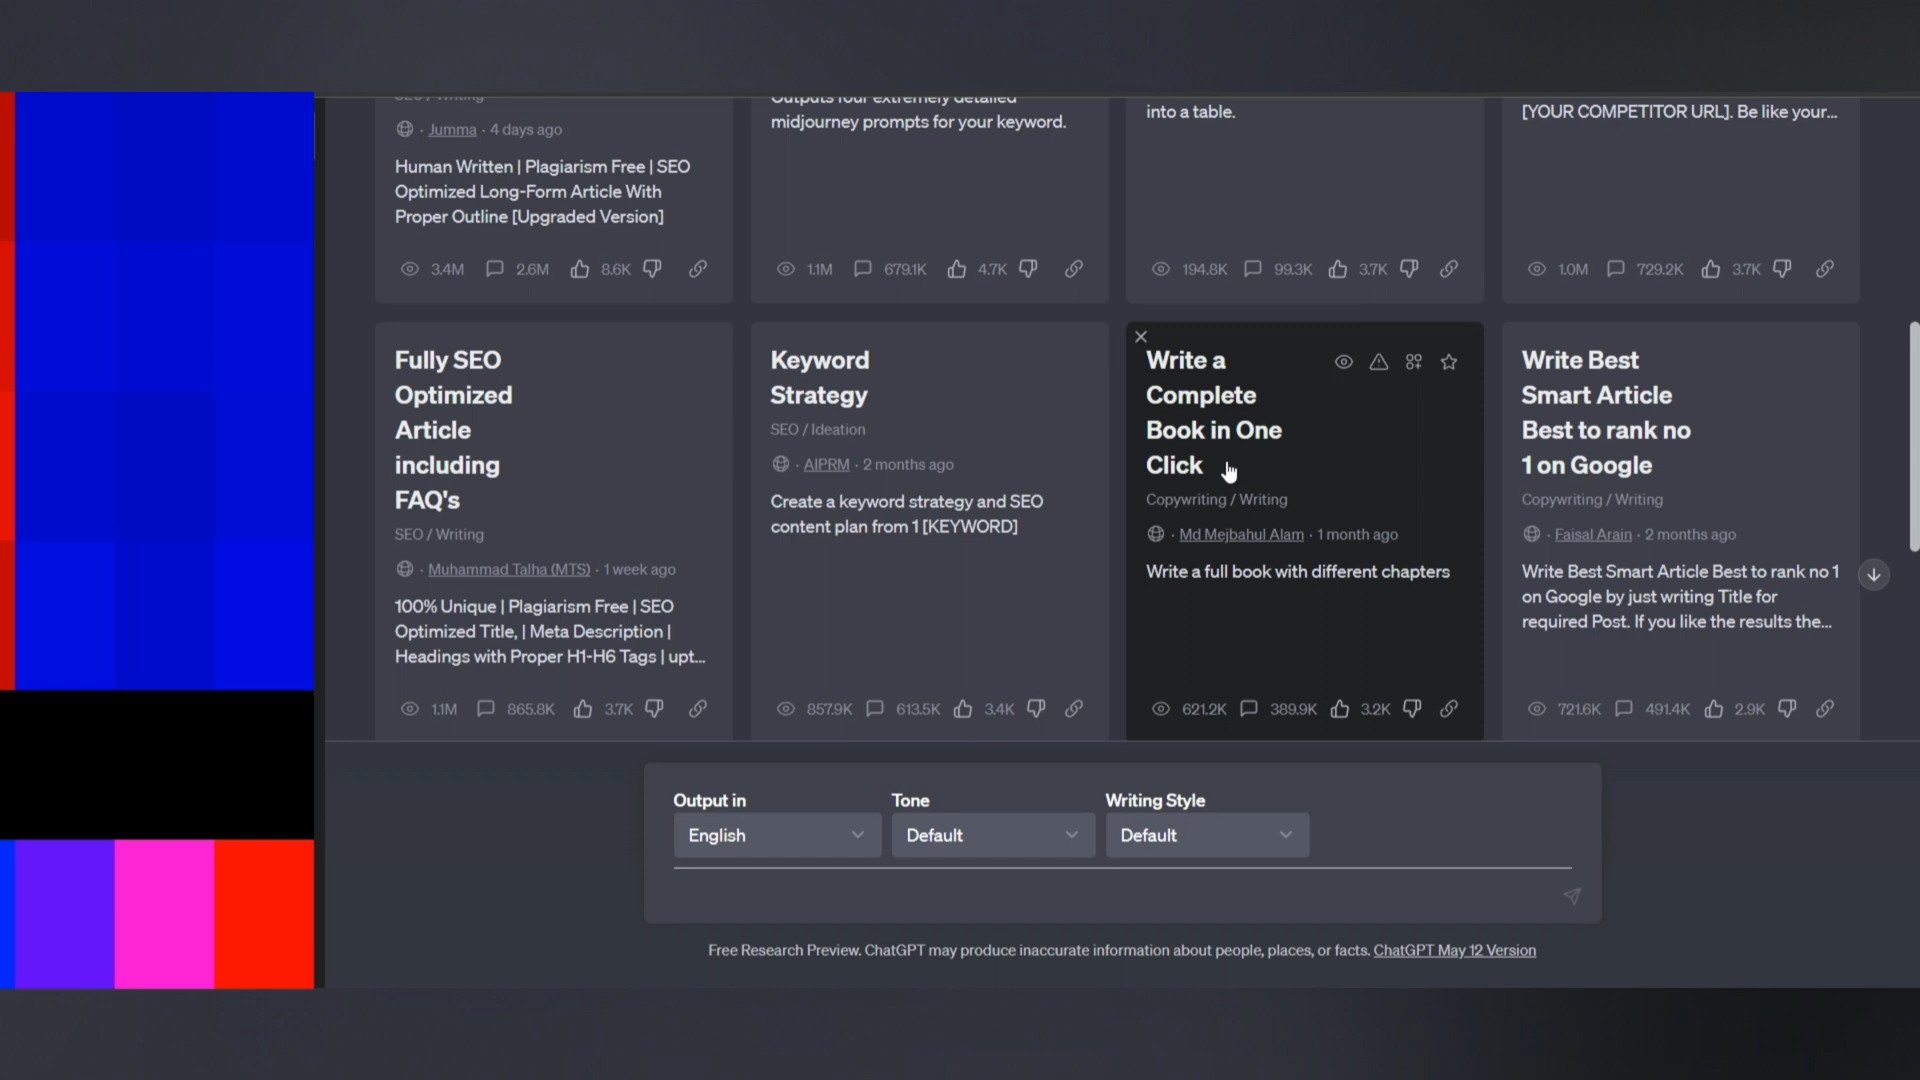 SEO / Writing
Jumma · 4 days ago
Human Written | Plagiarism Free | SEO
Optimized Long-Form Article With
Proper Outline [Upgraded Version]
3.4M 2.6M 8.6K
Outputs four extremely detailed
midjourney prompts for your keyword.
1.1M 679.1K 4.7K
into a table.
194.8K 99.3K 3.7K
[YOUR COMPETITOR URL]. Be like your...
1.0M 729.2K 3.7K
Fully SEO
Optimized
Article
including
FAQ's
SEO / Writing
Muhammad Talha (MTS) · 1 week ago
100% Unique | Plagiarism Free | SEO
Optimized Title, | Meta Description |
Headings with Proper H1-H6 Tags | upt...
1.1M 865.8K 3.7K
Keyword
Strategy
SEO / Ideation
AIPRM · 2 months ago
Create a keyword strategy and SEO
content plan from 1 [KEYWORD]
857.9K 613.5K 3.4K
Write a
Complete
Book in One
Click
Copywriting / Writing
Md Mejbahul Alam · 1 month ago
Write a full book with different chapters
621.2K 389.9K 3.2K
Write Best
Smart Article
Best to rank no
1 on Google
Copywriting / Writing
Faisal Arain · 2 months ago
Write Best Smart Article Best to rank no 1
on Google by just writing Title for
required Post. If you like the results the...
721.6K 491.4K 2.9K
Output in Tone Writing Style
English Default Default
Free Research Preview. ChatGPT may produce inaccurate information about people, places, or facts. ChatGPT May 12 Version